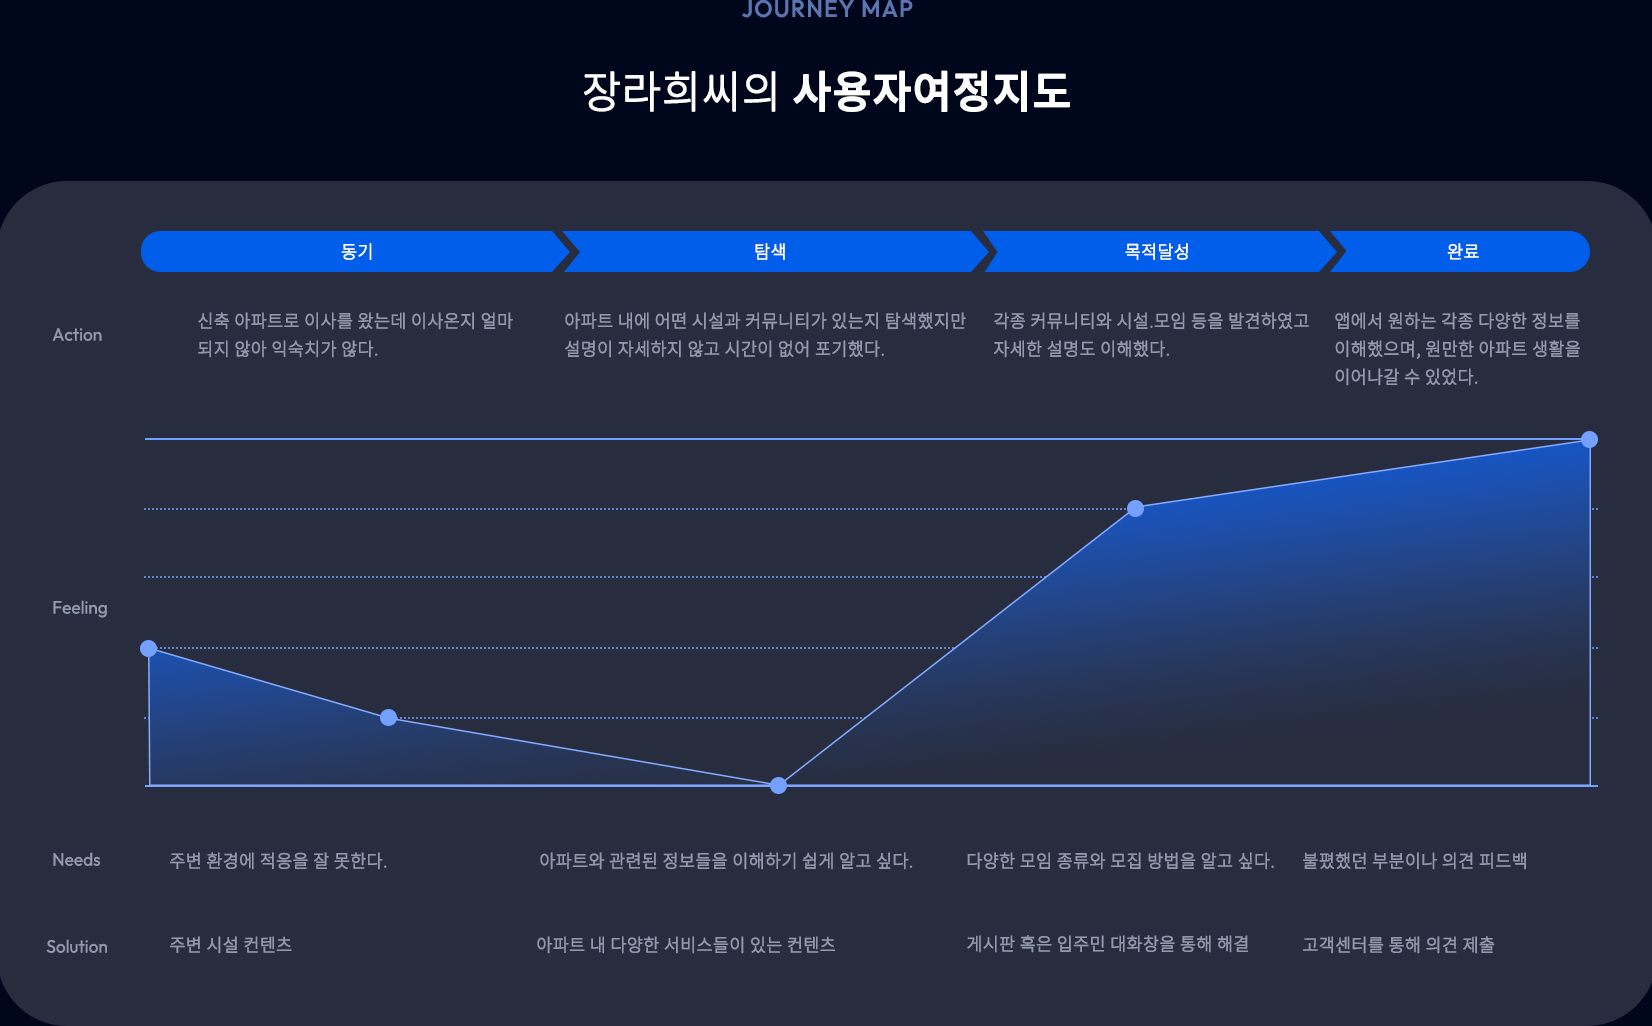 JOURNEY MAP
장라희씨의 사용자여정지도
동기
탐색
목적달성
완료
Action
신축 아파트로 이사를 왔는데 이사온지 얼마
되지 않아 익숙치가 않다.
아파트 내에 어떤 시설과 커뮤니티가 있는지 탐색했지만
설명이 자세하지 않고 시간이 없어 포기했다.
각종 커뮤니티와 시설.모임 등을 발견하였고
자세한 설명도 이해했다.
앱에서 원하는 각종 다양한 정보를
이해했으며, 원만한 아파트 생활을
이어나갈 수 있었다.
Feeling
Needs
주변 환경에 적응을 잘 못한다.
아파트와 관련된 정보들을 이해하기 쉽게 알고 싶다.
다양한 모임 종류와 모집 방법을 알고 싶다.
불폈했던 부분이나 의견 피드백
Solution
주변 시설 컨텐츠
아파트 내 다양한 서비스들이 있는 컨텐츠
게시판 혹은 입주민 대화창을 통해 해결
고객센터를 통해 의견 제출